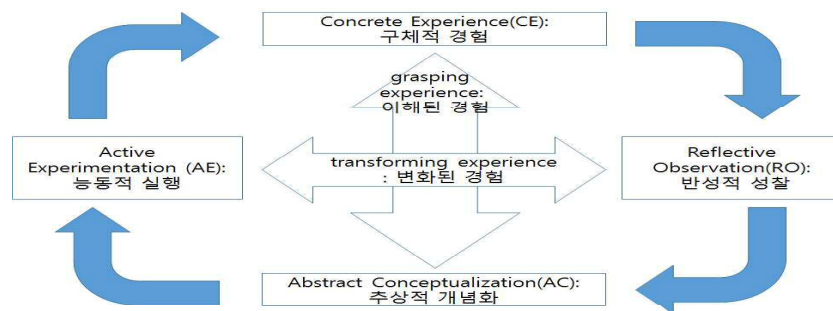 Concrete Experience(CE):
구체적 경험
grasping
experience:
이해된 경험
Active
Experimentation (AE):
능동적 실행
transforming experience
: 변화된 경험
Reflective
Observation(RO):
반성적 성찰
Abstract Conceptualization(AC):
추상적 개념화